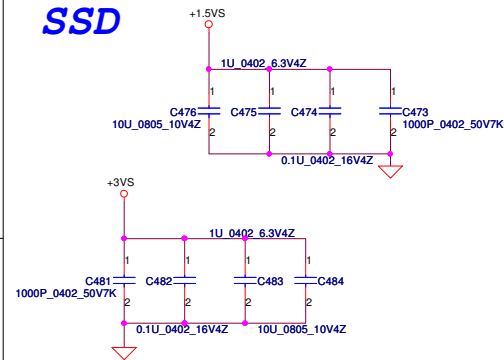 SSD
+1.5VS
1U_0402_6.3V4Z
1 1 1 1
C476 C475 C474 C473
10U_0805_10V4Z 1000P_0402_50V7K
2 2 2 2
0.1U_0402_16V4Z
+3VS
1U_0402_6.3V4Z
1 1 1 1
C481 C482 C483 C484
1000P_0402_50V7K
2 2 2 2
0.1U_0402_16V4Z 10U_0805_10V4Z